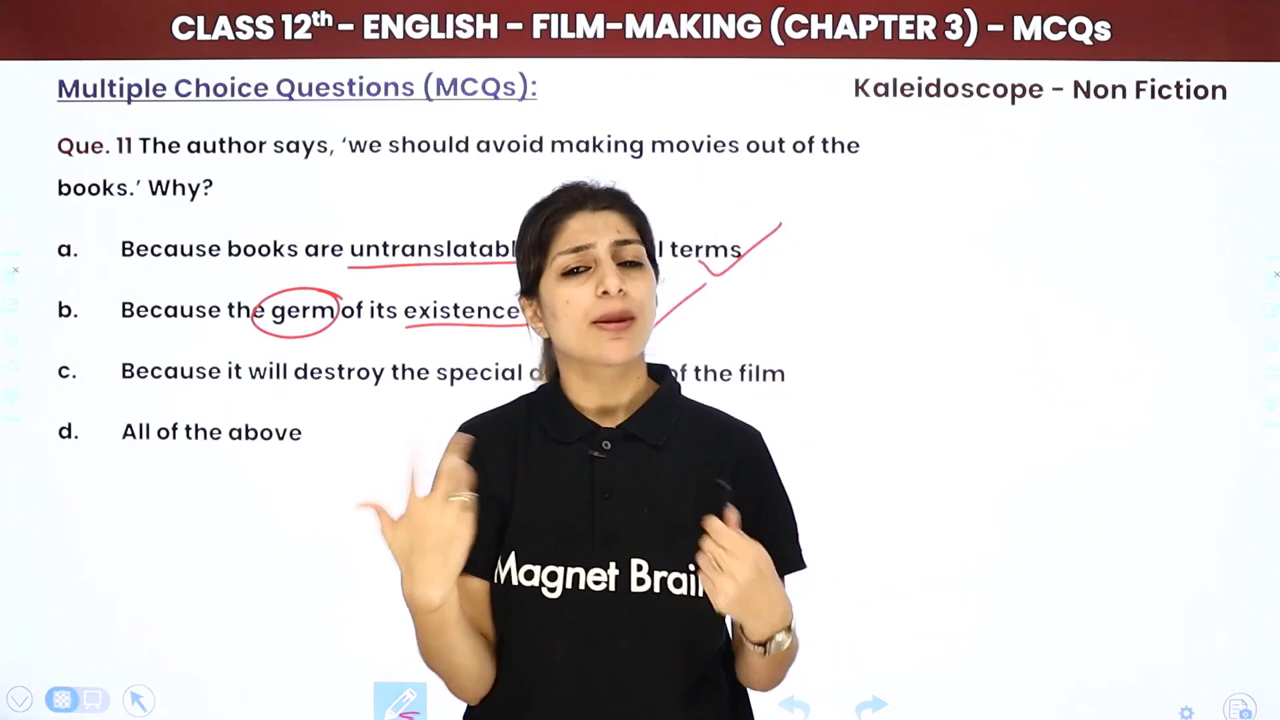 CLASS 12th - ENGLISH - FILM-MAKING (CHAPTER 3) - MCQs
Multiple Choice Questions (MCQs):
Kaleidoscope - Non Fiction
Que. 11 The author says, ‘we should avoid making movies out of the
books.’ Why?
a. Because books are terms
b. Because the germ of its existence
c. Because it will destroy the special of the film
d. All of the above
Magnet